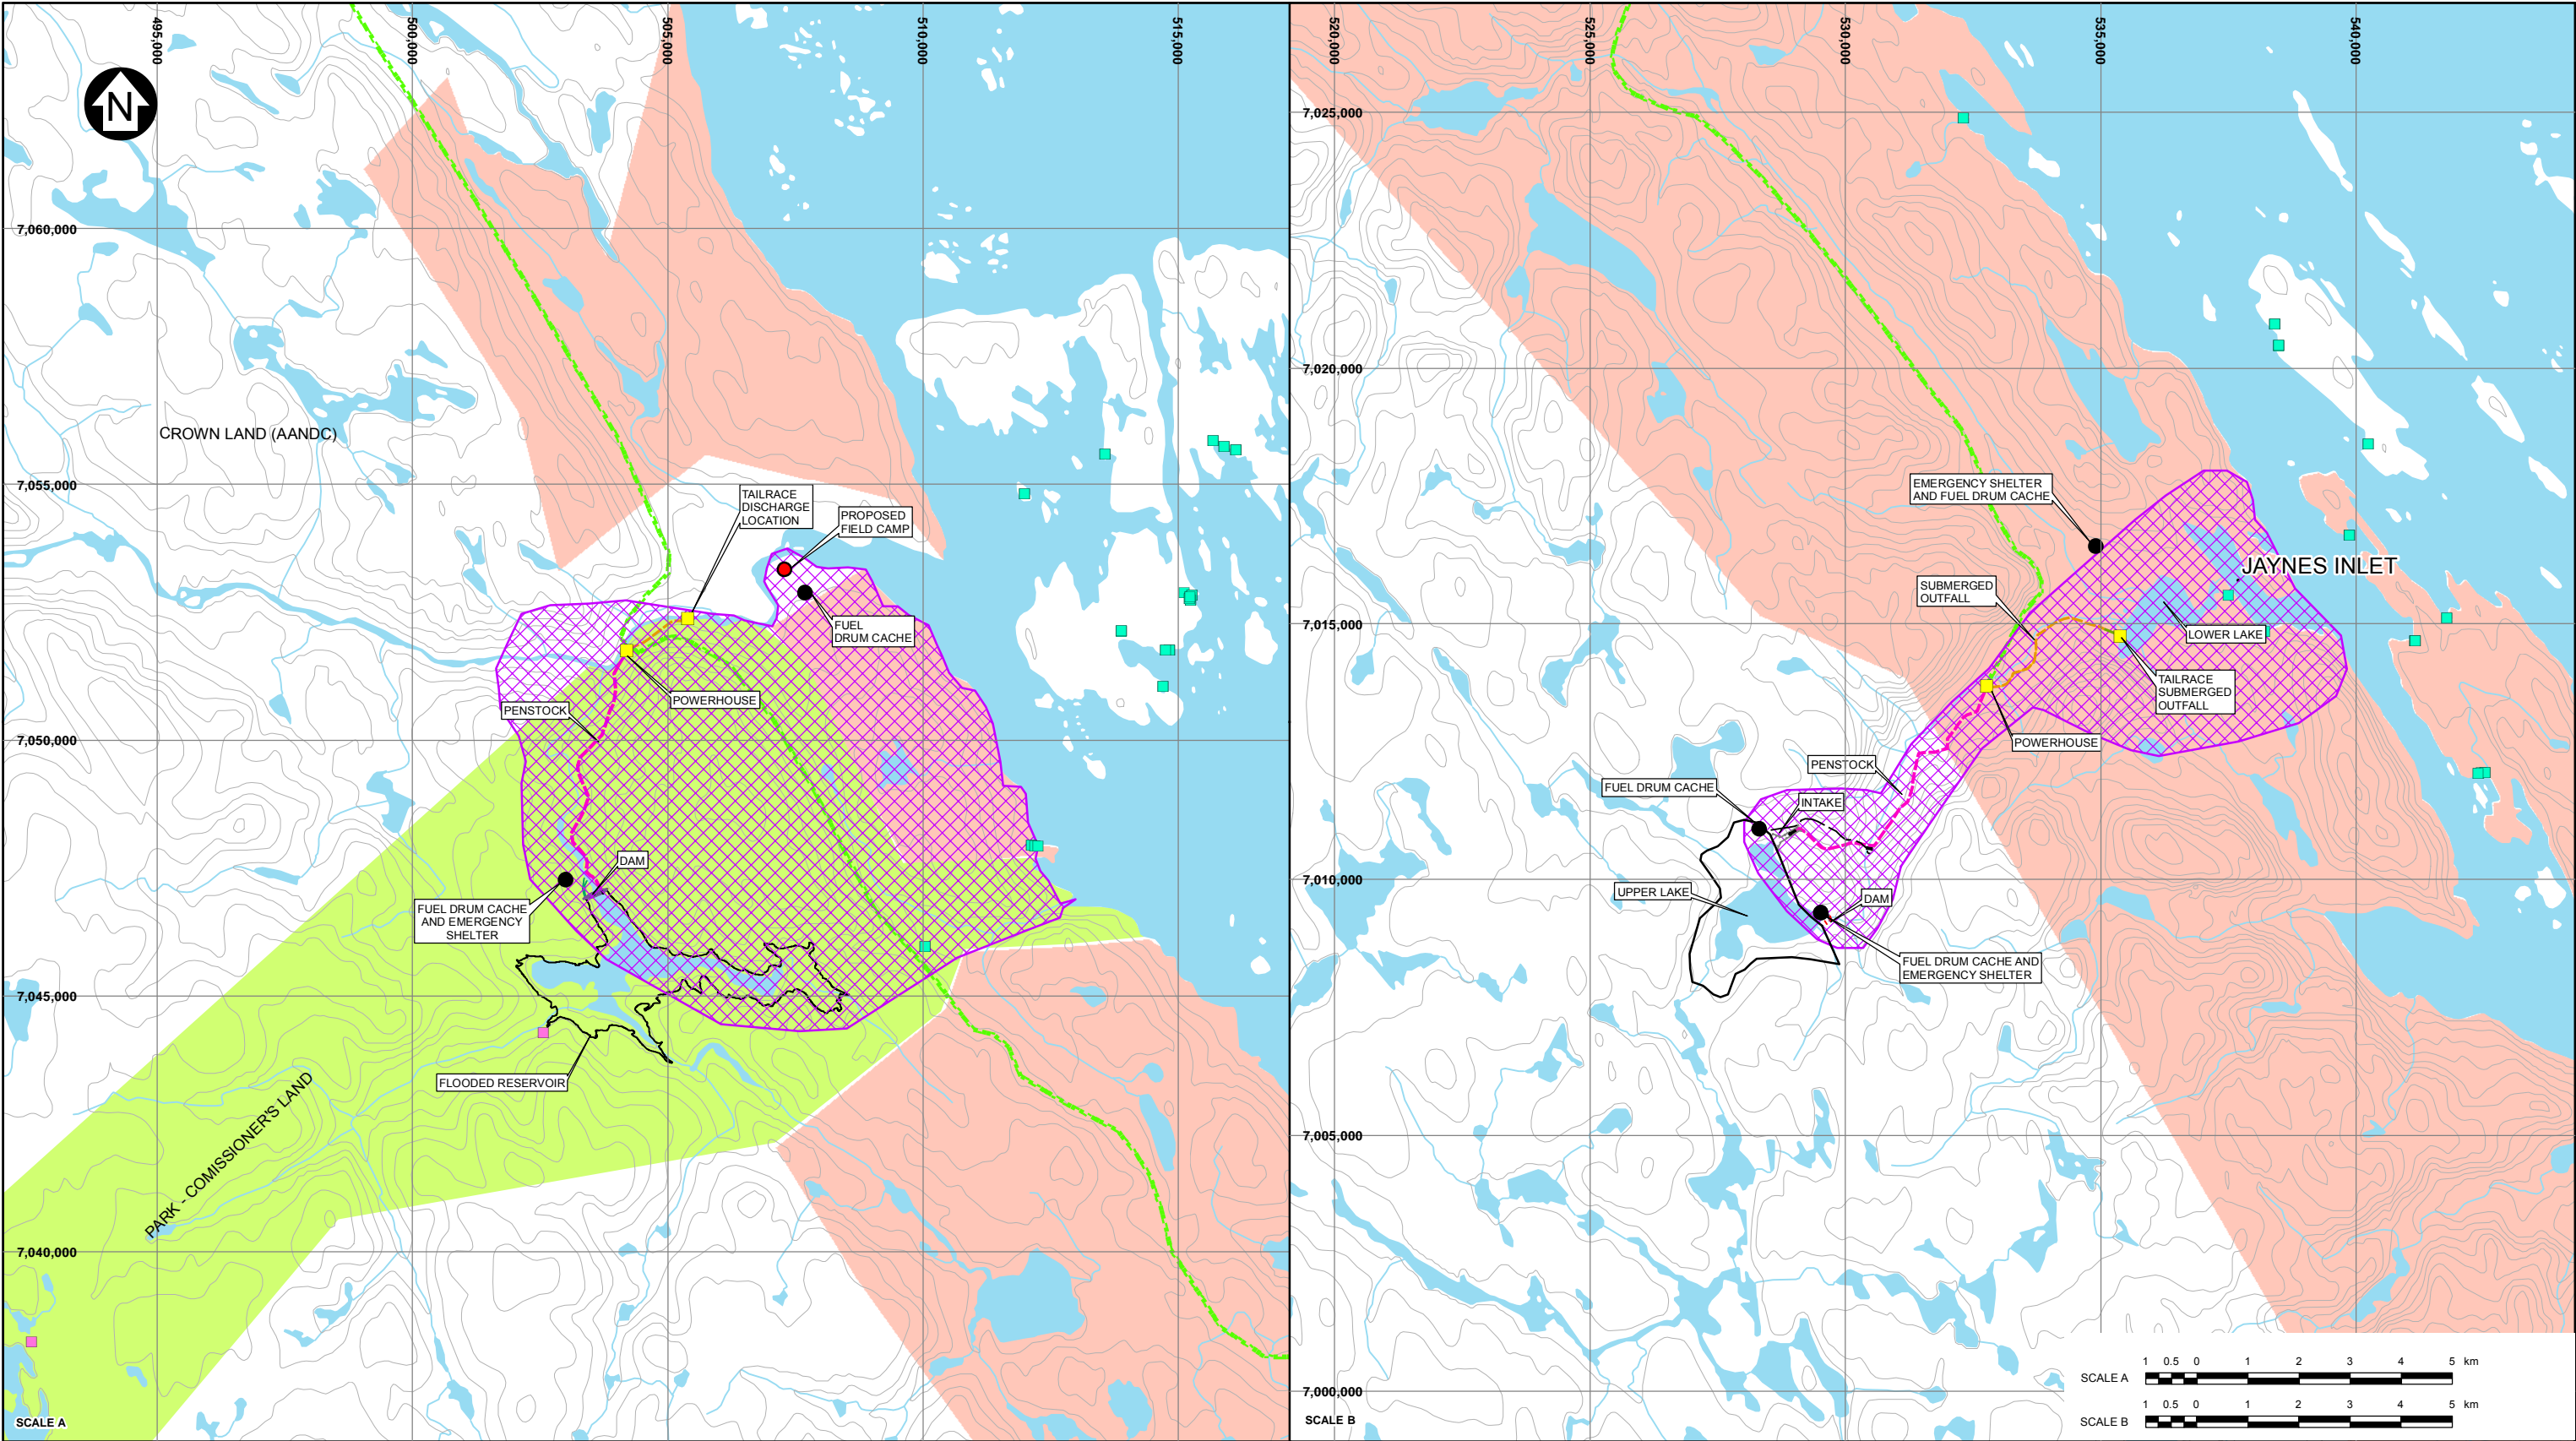 495,000
500,000
505,000
510,000
515,000
N
7,060,000
CROWN LAND (AANDC)
7,055,000
TAILRACE
DISCHARGE
LOCATION
PROPOSED
FIELD CAMP
FUEL
DRUM CACHE
POWERHOUSE
PENSTOCK
7,050,000
DAM
FUEL DRUM CACHE
AND EMERGENCY
SHELTER
7,045,000
FLOODED RESERVOIR
PARK - COMISSIONER'S LAND
7,040,000
SCALE A
520,000
525,000
530,000
535,000
540,000
7,025,000
7,020,000
EMERGENCY SHELTER
AND FUEL DRUM CACHE
JAYNES INLET
SUBMERGED
OUTFALL
7,015,000
LOWER LAKE
TAILRACE
SUBMERGED
OUTFALL
POWERHOUSE
PENSTOCK
FUEL DRUM CACHE
INTAKE
7,010,000
UPPER LAKE
DAM
FUEL DRUM CACHE AND
EMERGENCY SHELTER
7,005,000
7,000,000
SCALE B
1 0.5 0 1 2 3 4 5 km
SCALE A
1 0.5 0 1 2 3 4 5 km
SCALE B